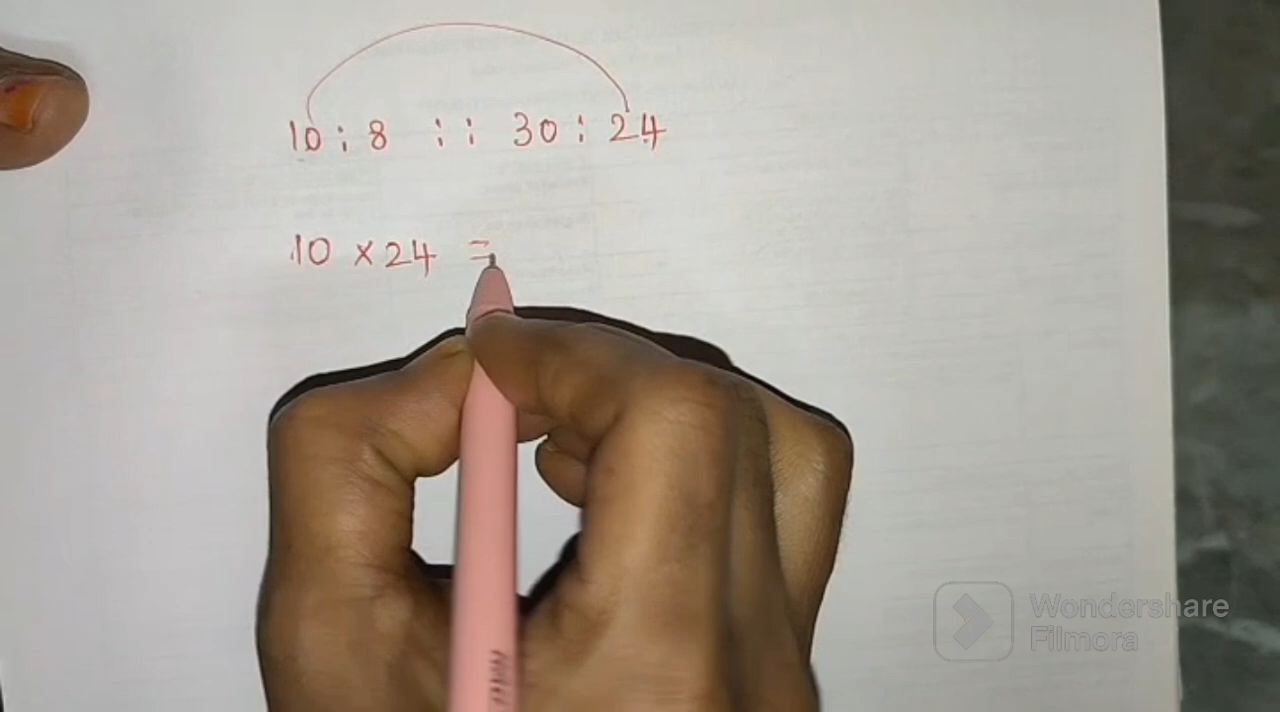 10 : 8 :: 30 : 24
10 × 24 =
Wondershare
Filmora